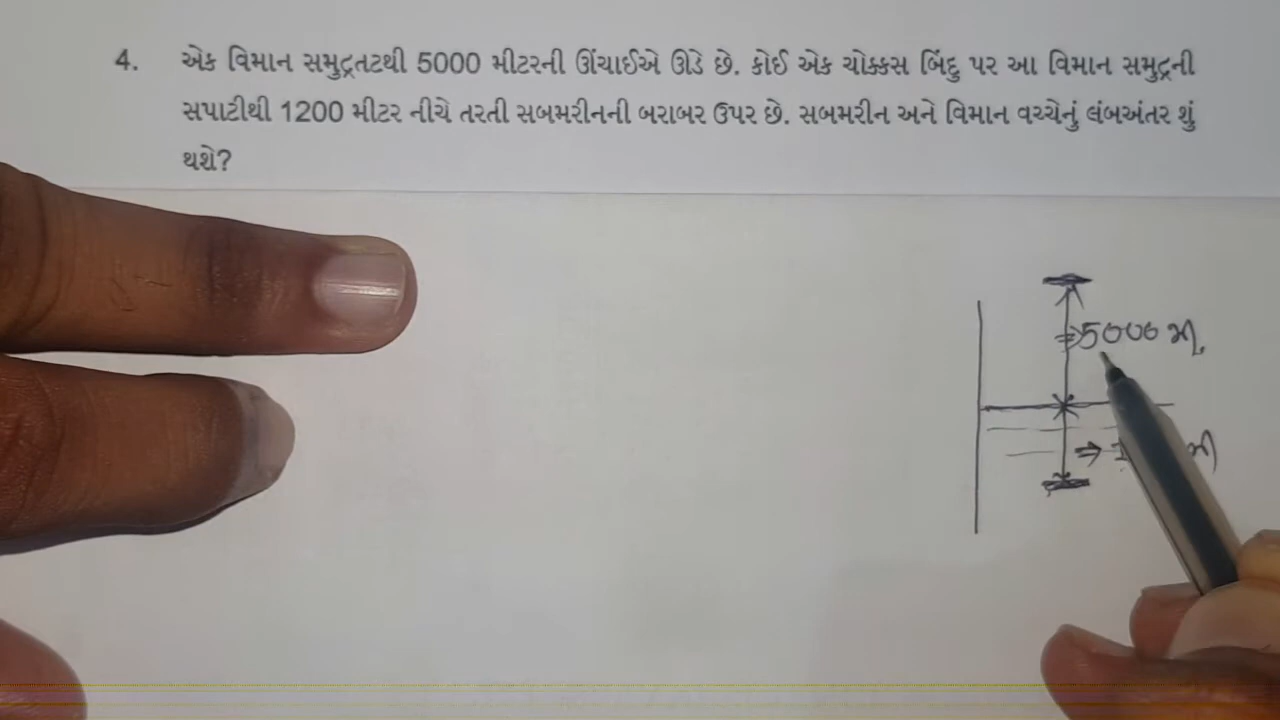 4. એક વિમાન સમુદ્રતટથી 5000 મીટરની ઊંચાઈએ ઊડે છે. કોઈ એક ચોક્કસ બિંદુ પર આ વિમાન સમુદ્રની
સપાટીથી 1200 મીટર નીચે તરતી સબમરીનની બરાબર ઉપર છે. સબમરીન અને વિમાન વચ્ચેનું લંબઅંતર શું
થશે?
⇒5000 મી.
⇒